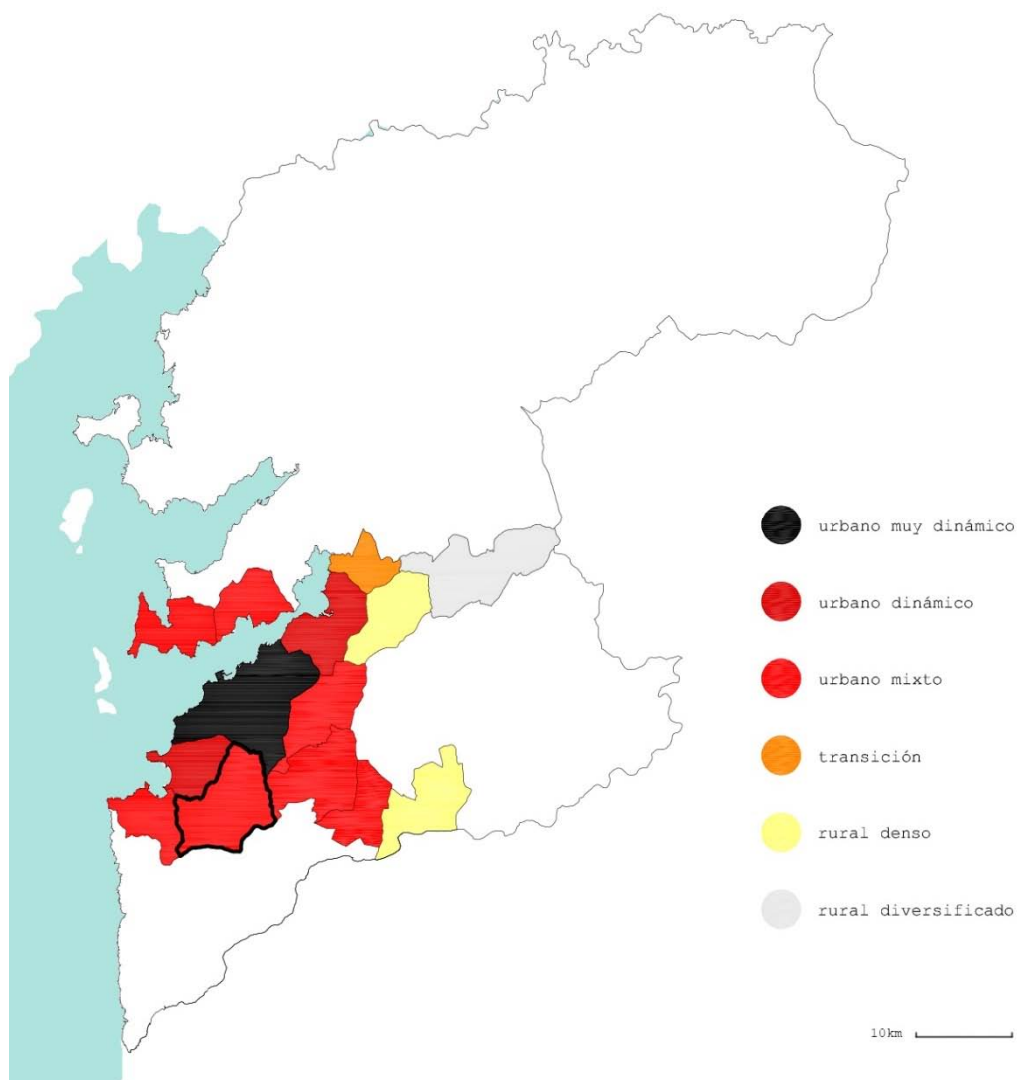 urbano muy dinámico
urbano dinámico
urbano mixto
transición
rural denso
rural diversificado
10km